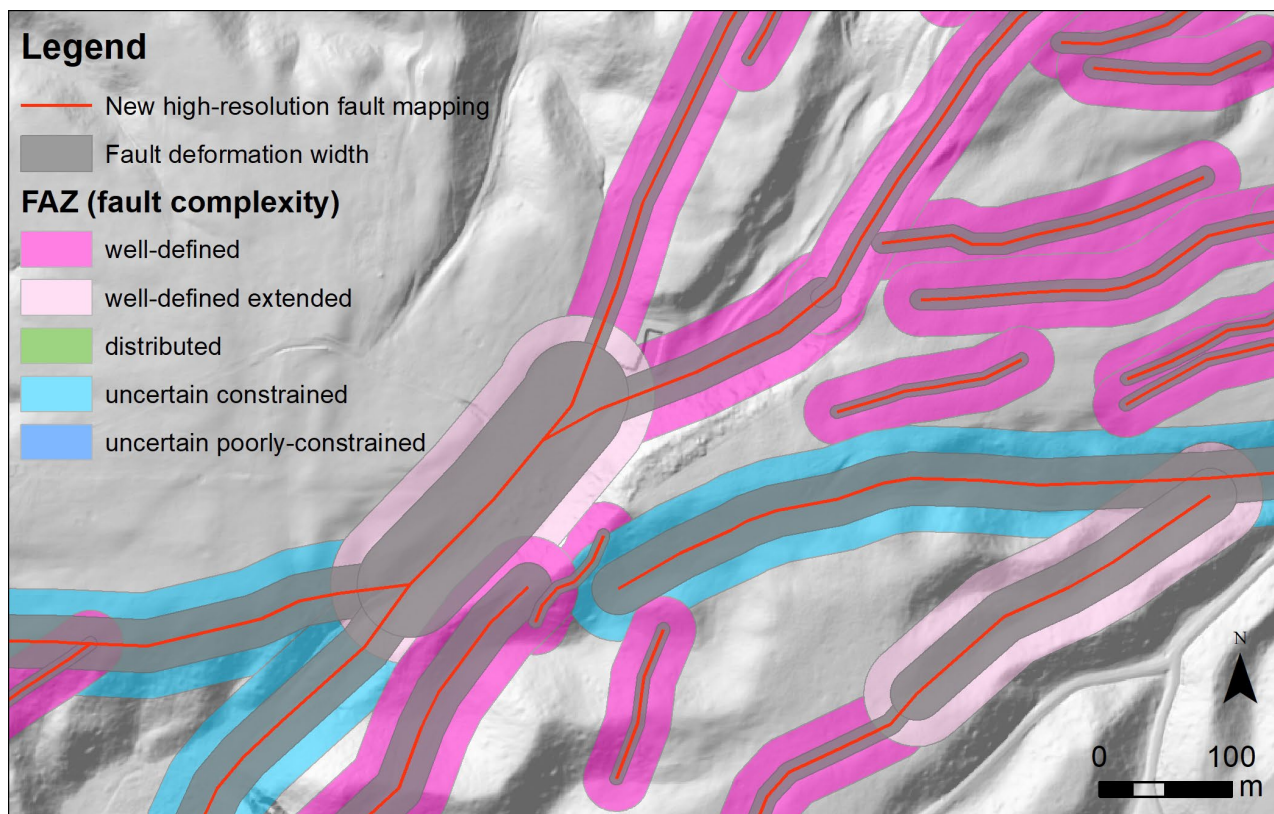 Legend
New high-resolution fault mapping
Fault deformation width
FAZ (fault complexity)
well-defined
well-defined extended
distributed
uncertain constrained
uncertain poorly-constrained
N
0 100
m